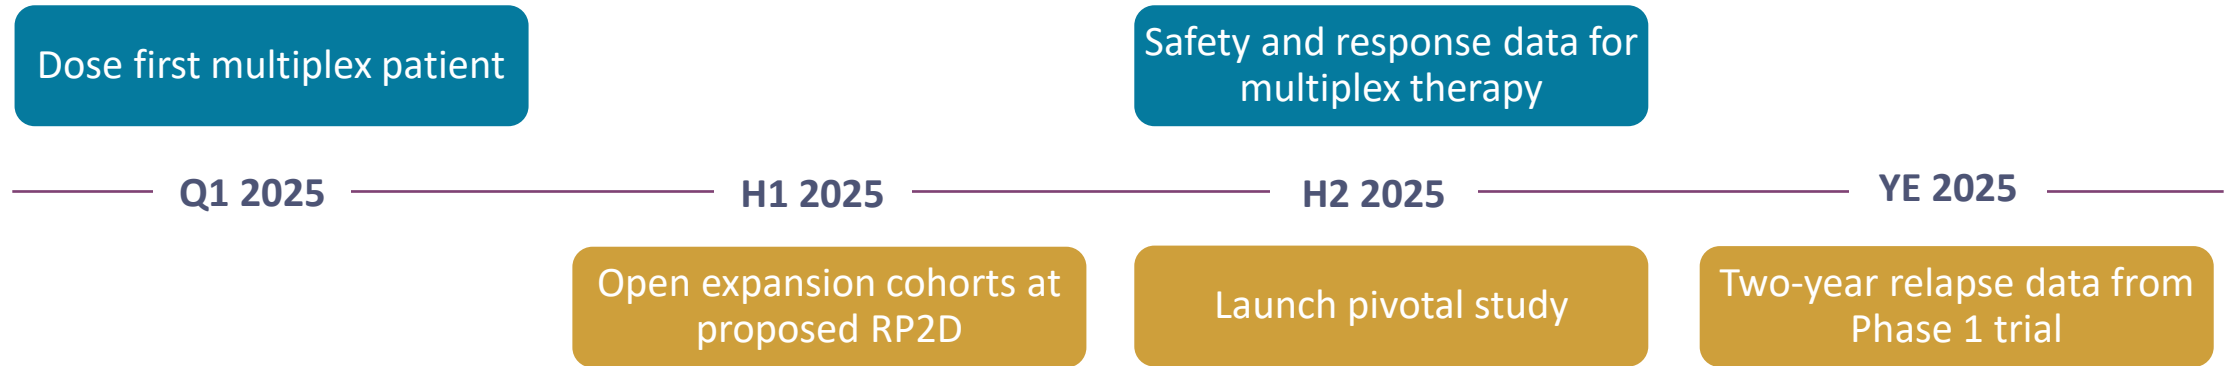 Dose first multiplex patient
Safety and response data for
multiplex therapy
Q1 2025
H1 2025
H2 2025
YE 2025
Open expansion cohorts at
proposed RP2D
Launch pivotal study
Two-year relapse data from
Phase 1 trial